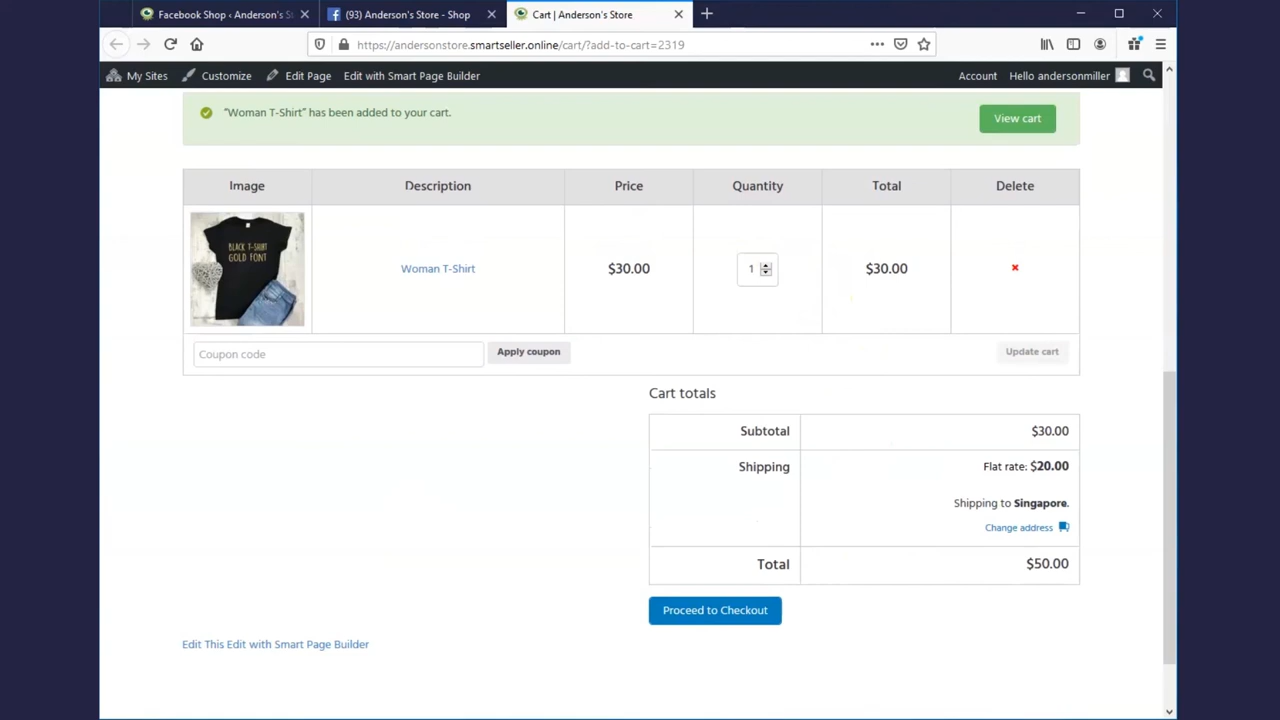 Facebook Shop ‹ Anderson's St
(93) Anderson's Store - Shop
Cart | Anderson's Store
https://andersonstore.smartseller.online/cart/?add-to-cart=2319
My Sites
Customize
Edit Page
Edit with Smart Page Builder
Account
Hello andersonmiller
“Woman T-Shirt” has been added to your cart.
View cart
Image
Description
Price
Quantity
Total
Delete
BLACK T-SHIRT
GOLD FONT
Woman T-Shirt
$30.00
1
$30.00
Coupon code
Apply coupon
Update cart
Cart totals
Subtotal
$30.00
Shipping
Flat rate: $20.00
Shipping to Singapore.
Change address
Total
$50.00
Proceed to Checkout
Edit This Edit with Smart Page Builder